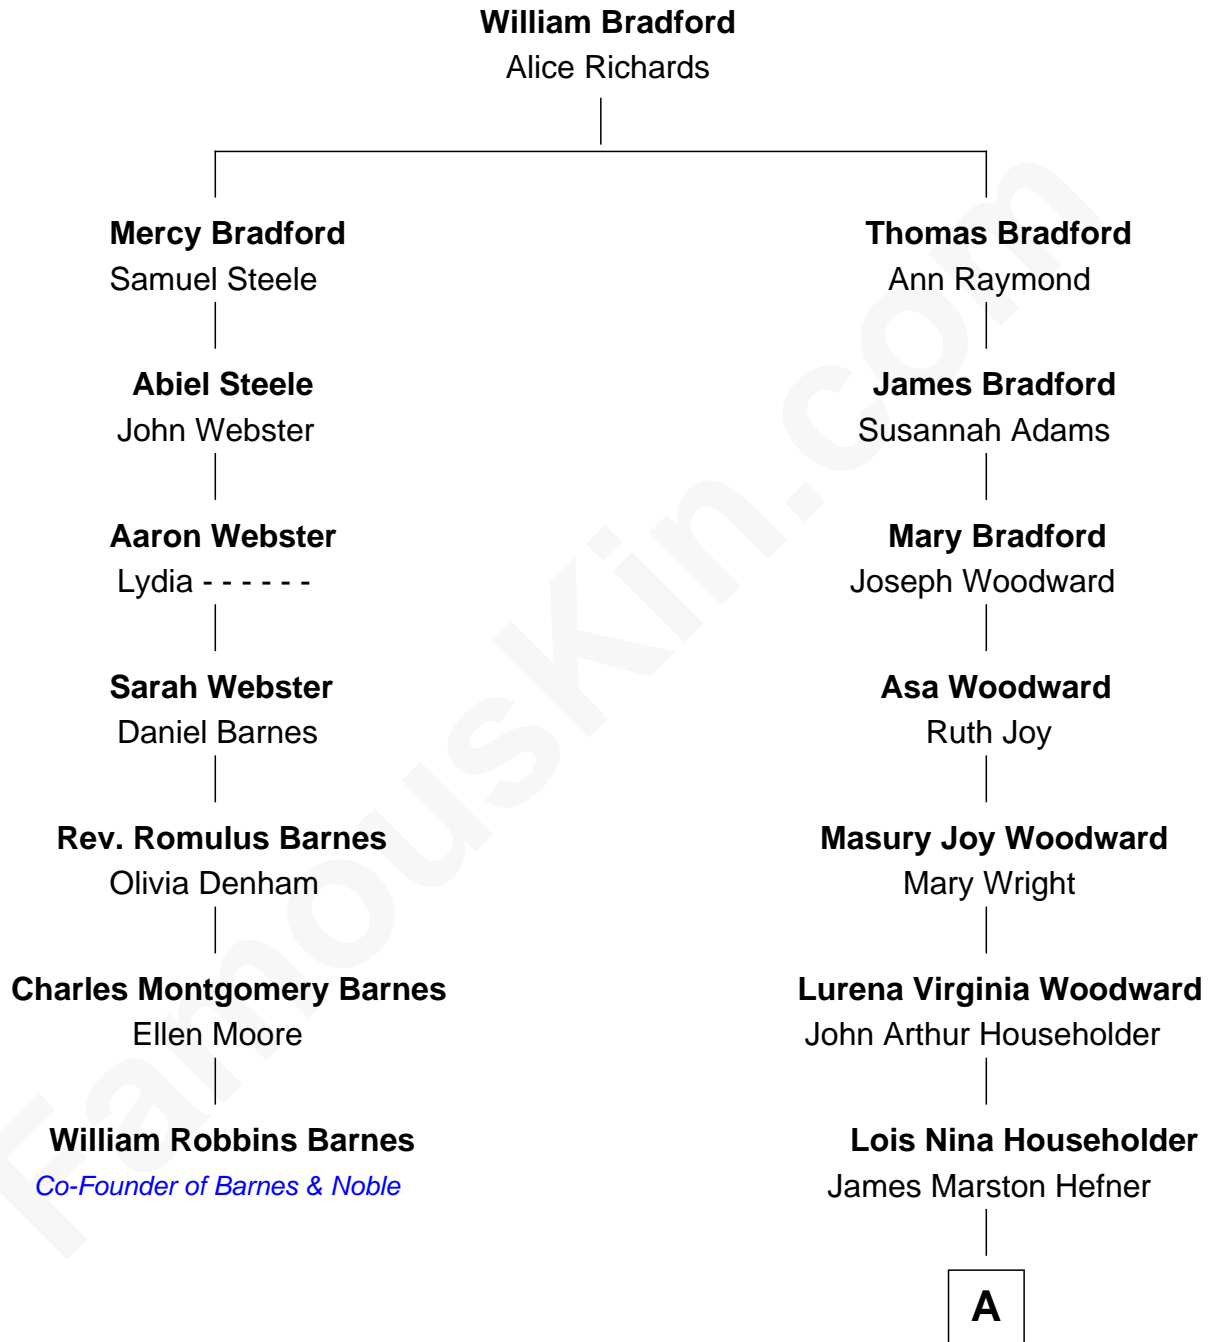 William Bradford
Alice Richards
Mercy Bradford
Samuel Steele
Thomas Bradford
Ann Raymond
Abiel Steele
John Webster
James Bradford
Susannah Adams
Aaron Webster
Lydia - - - - - -
Mary Bradford
Joseph Woodward
Sarah Webster
Daniel Barnes
Asa Woodward
Ruth Joy
Rev. Romulus Barnes
Olivia Denham
Masury Joy Woodward
Mary Wright
Charles Montgomery Barnes
Ellen Moore
Lurena Virginia Woodward
John Arthur Householder
William Robbins Barnes
Co-Founder of Barnes & Noble
Lois Nina Householder
James Marston Hefner
A
FamousKin.com